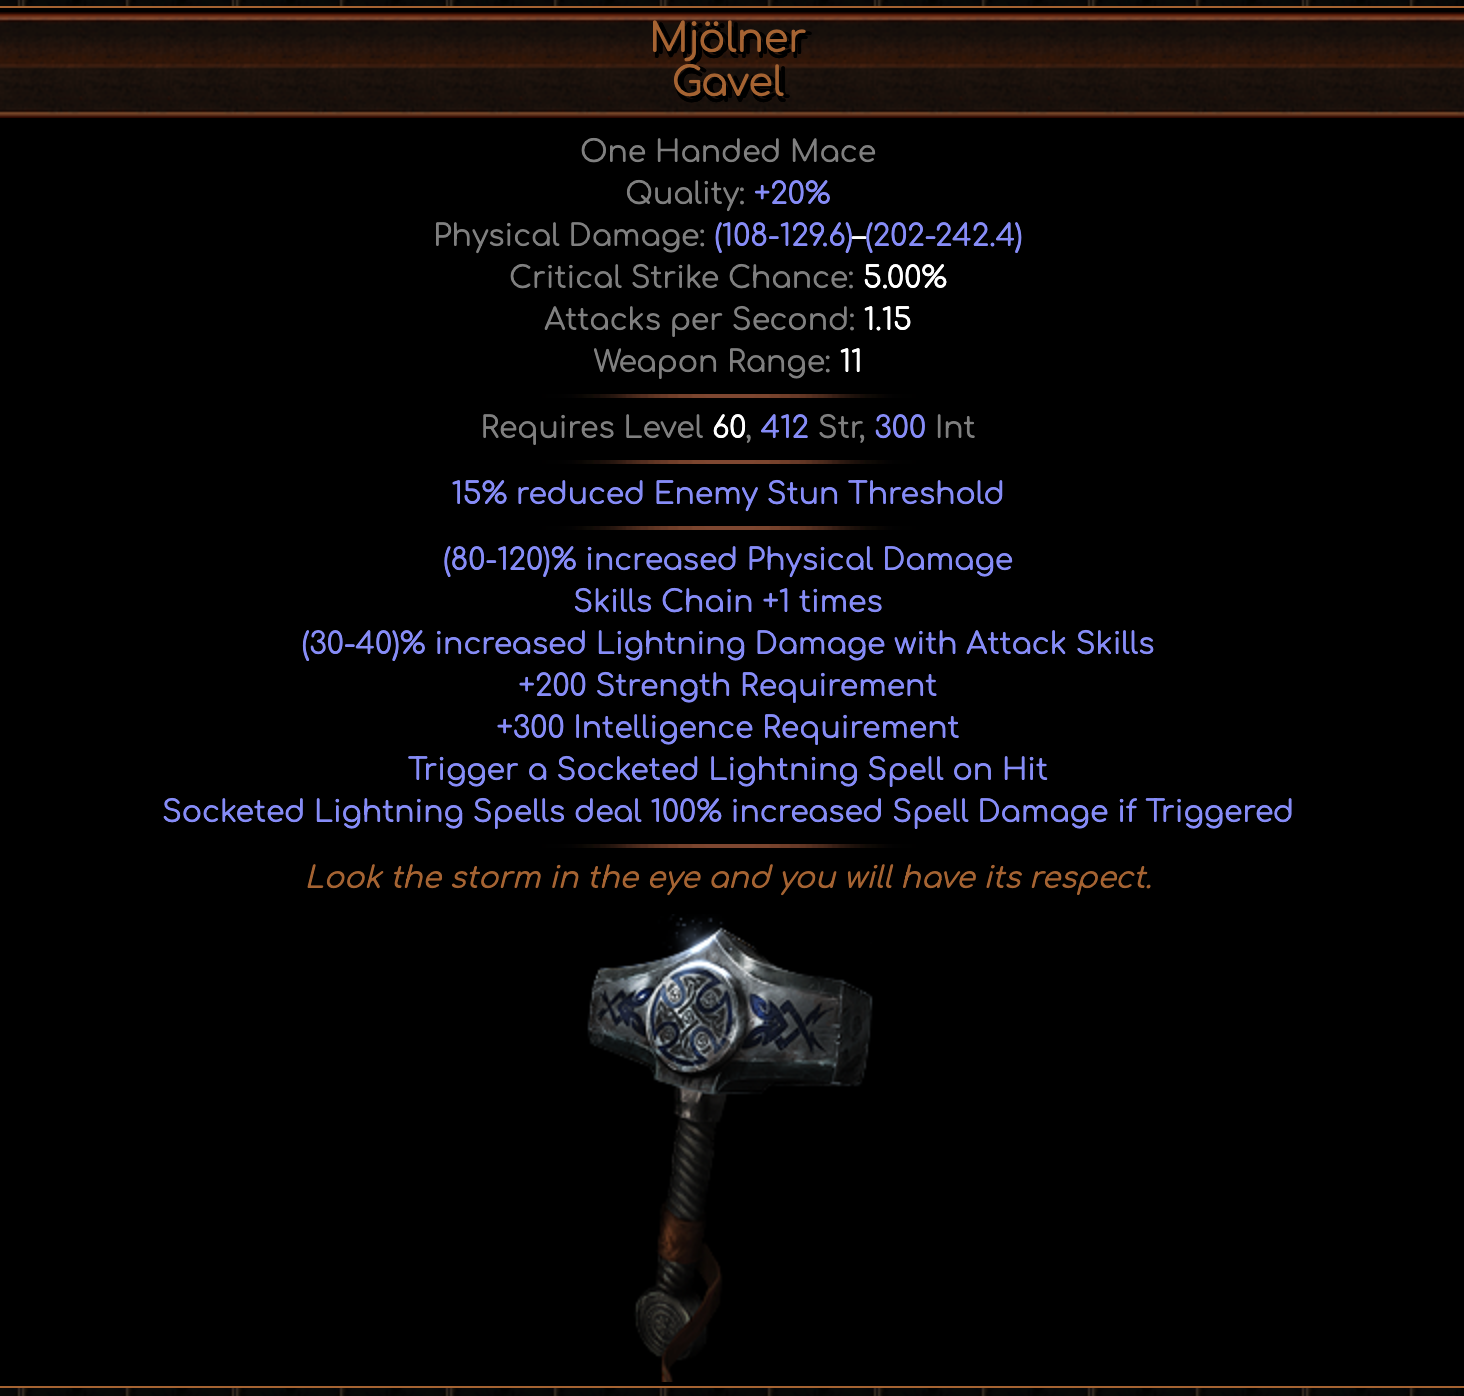 Mjölner
Gavel
One Handed Mace
Quality: +20%
Physical Damage: (108-129.6)–(202-242.4)
Critical Strike Chance: 5.00%
Attacks per Second: 1.15
Weapon Range: 11
Requires Level 60, 412 Str, 300 Int
15% reduced Enemy Stun Threshold
(80-120)% increased Physical Damage
Skills Chain +1 times
(30-40)% increased Lightning Damage with Attack Skills
+200 Strength Requirement
+300 Intelligence Requirement
Trigger a Socketed Lightning Spell on Hit
Socketed Lightning Spells deal 100% increased Spell Damage if Triggered
Look the storm in the eye and you will have its respect.